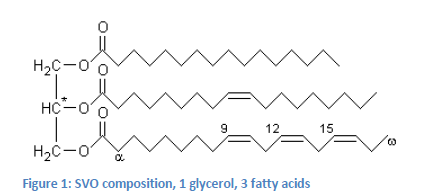 O
H₂C–O
O
HC*–O
O
9 12 15
H₂C–O
α ω
Figure 1: SVO composition, 1 glycerol, 3 fatty acids